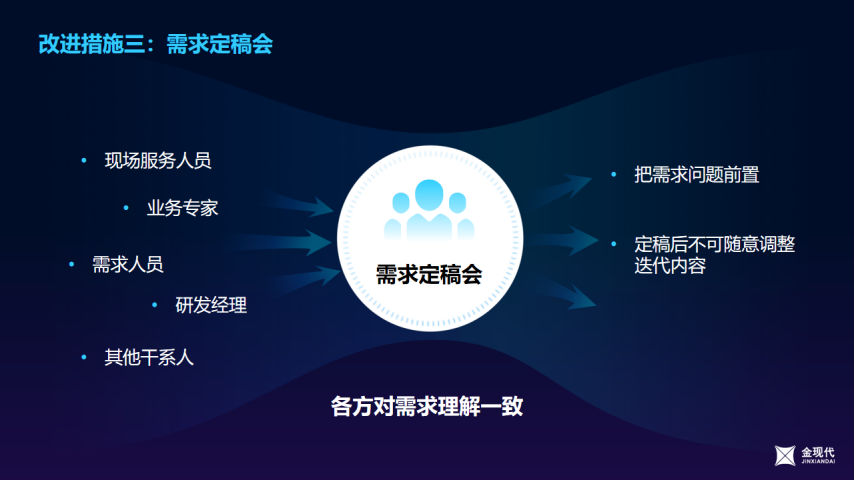 改进措施三：需求定稿会
现场服务人员
业务专家
需求人员
研发经理
其他干系人
需求定稿会
把需求问题前置
定稿后不可随意调整
迭代内容
各方对需求理解一致
金现代
JINXIANDAI